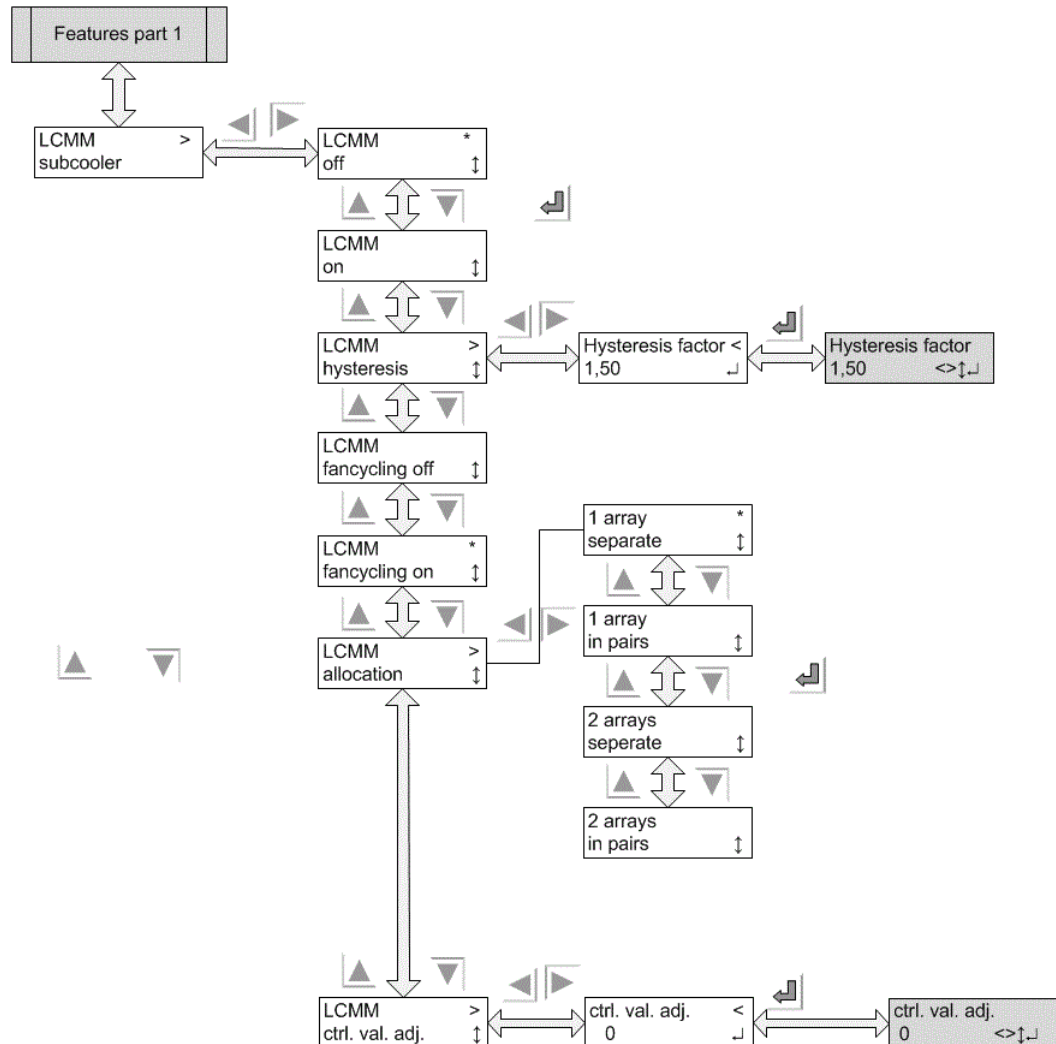 Features part 1
LCMM >
subcooler
LCMM *
off ↕
LCMM
on ↕
LCMM >
hysteresis ↕
Hysteresis factor <
1,50 ↵
Hysteresis factor
1,50 <>↕↵
LCMM
fancycling off ↕
LCMM *
fancycling on ↕
LCMM >
allocation ↕
1 array *
separate ↕
1 array
in pairs ↕
2 arrays
seperate ↕
2 arrays
in pairs ↕
LCMM >
ctrl. val. adj. ↕
ctrl. val. adj. <
0 ↵
ctrl. val. adj.
0 <>↕↵